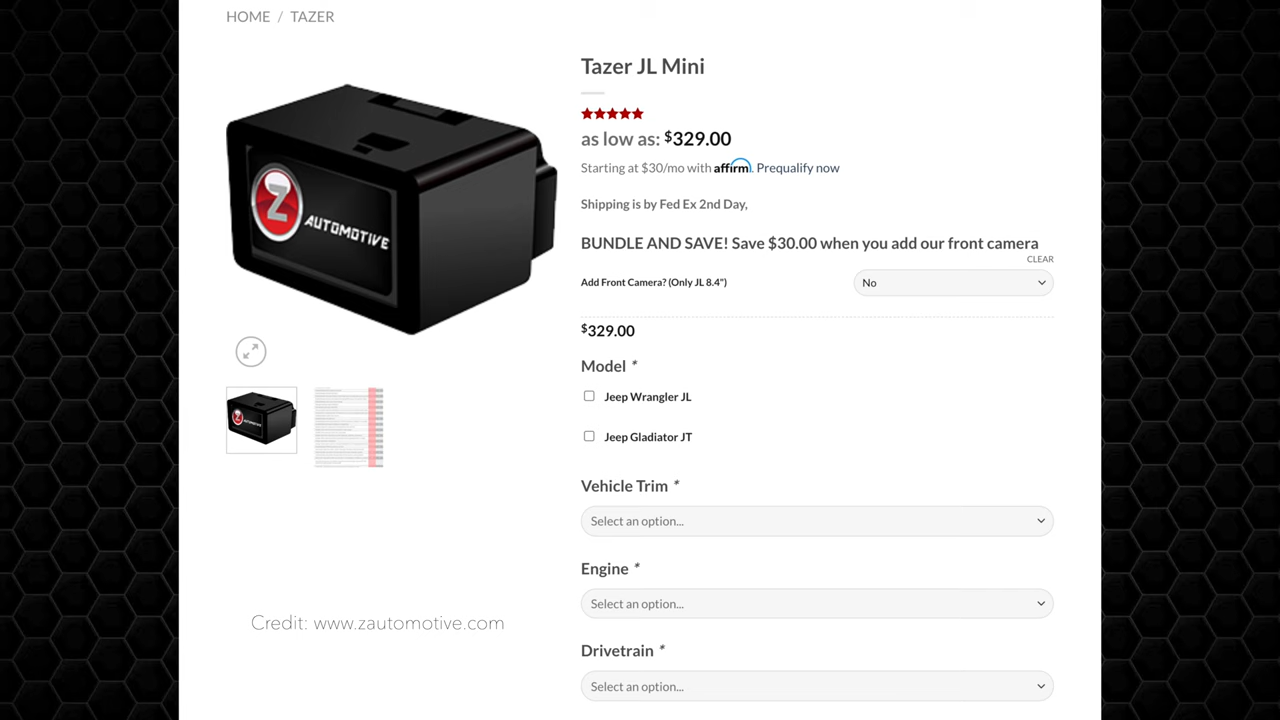 HOME / TAZER
Tazer JL Mini
as low as: $329.00
Starting at $30/mo with affirm. Prequalify now
Shipping is by Fed Ex 2nd Day,
BUNDLE AND SAVE! Save $30.00 when you add our front camera
CLEAR
Add Front Camera? (Only JL 8.4") No
$329.00
Model *
Jeep Wrangler JL
Jeep Gladiator JT
Vehicle Trim *
Select an option...
Engine *
Select an option...
Drivetrain *
Select an option...
Z AUTOMOTIVE
Z AUTOMOTIVE
Credit: www.zautomotive.com